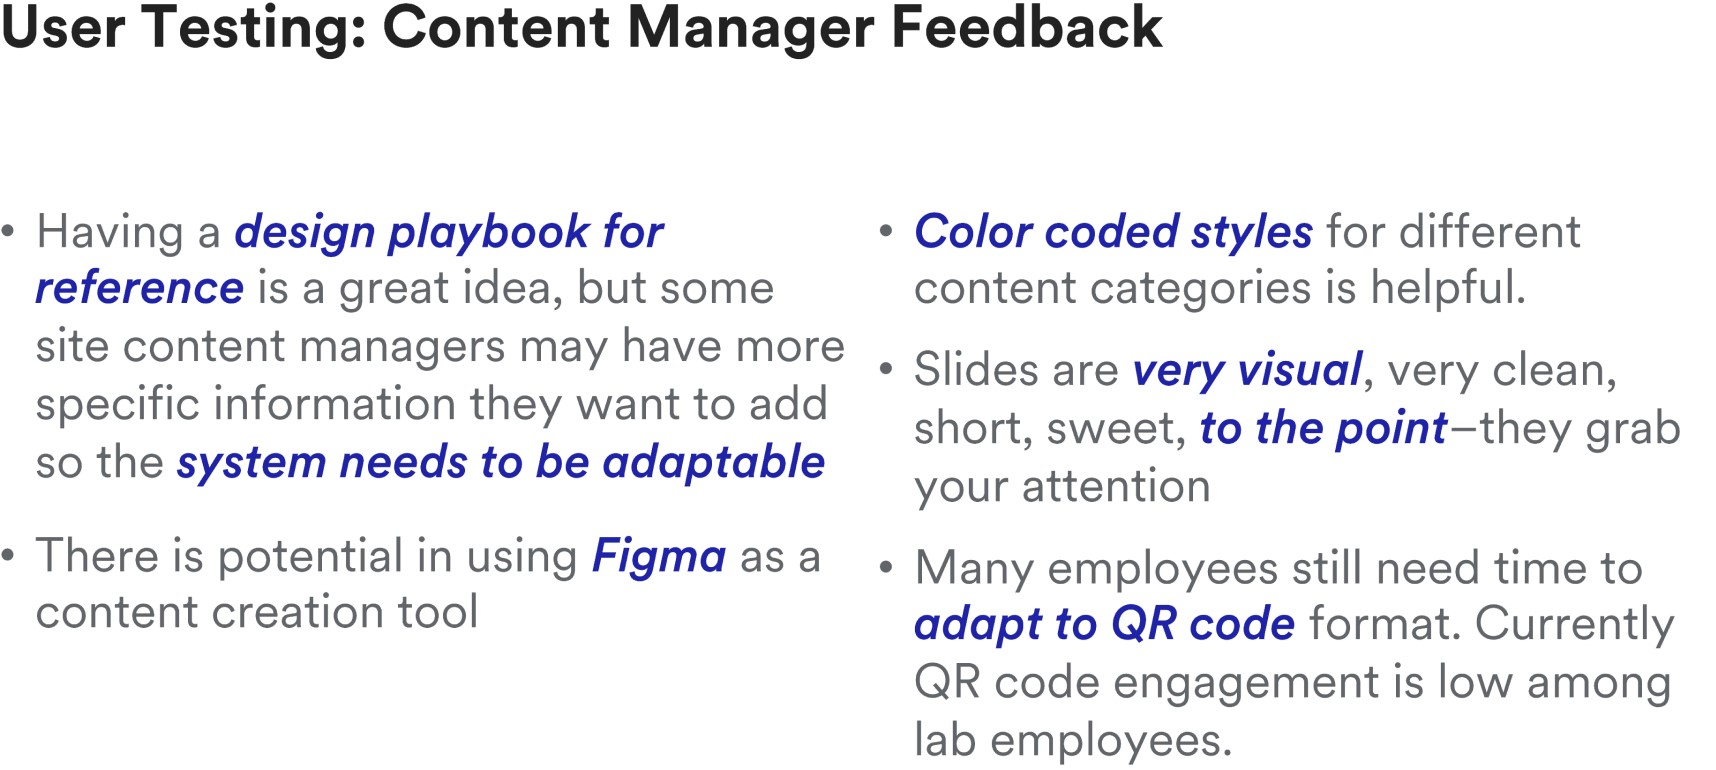 User Testing: Content Manager Feedback
• Having a design playbook for
reference is a great idea, but some
site content managers may have more
specific information they want to add
so the system needs to be adaptable
• There is potential in using Figma as a
content creation tool
• Color coded styles for different
content categories is helpful.
• Slides are very visual, very clean,
short, sweet, to the point–they grab
your attention
• Many employees still need time to
adapt to QR code format. Currently
QR code engagement is low among
lab employees.